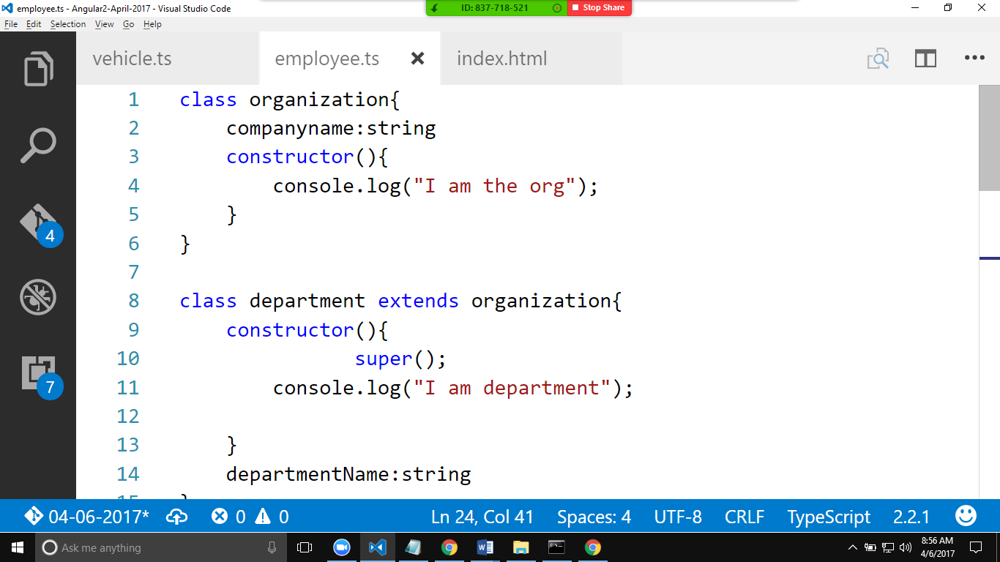 employee.ts - Angular2-April-2017 - Visual Studio Code
ID: 837-718-521
Stop Share
File Edit Selection View Go Help
vehicle.ts employee.ts index.html
1 class organization{
2 companyname:string
3 constructor(){
4 console.log("I am the org");
5 }
6 }
7
8 class department extends organization{
9 constructor(){
10 super();
11 console.log("I am department");
12
13 }
14 departmentName:string
4
7
04-06-2017* 0 0 Ln 24, Col 41 Spaces: 4 UTF-8 CRLF TypeScript 2.2.1
Ask me anything
8:56 AM
4/6/2017